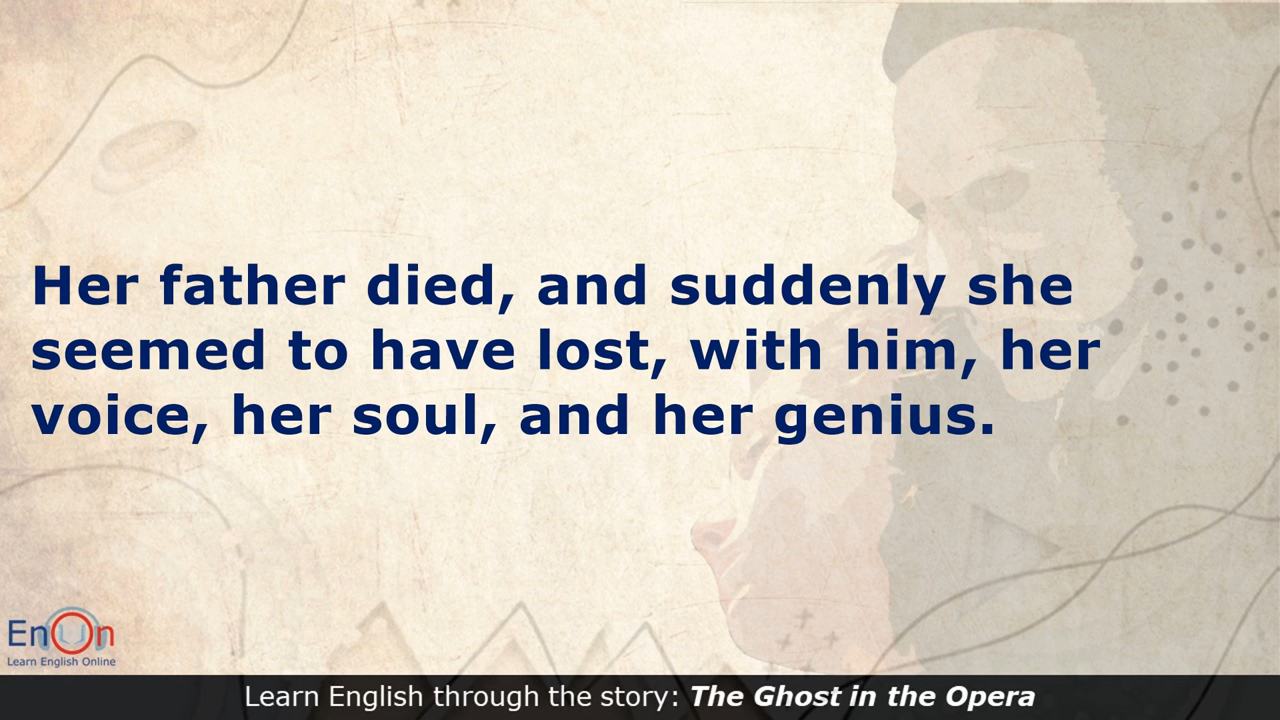 Her father died, and suddenly she
seemed to have lost, with him, her
voice, her soul, and her genius.
EnOn
Learn English Online
Learn English through the story: The Ghost in the Opera